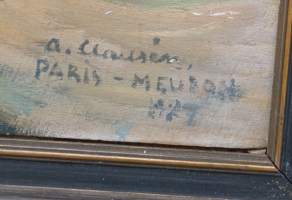 A. Clausen,
PARIS - MEUDON